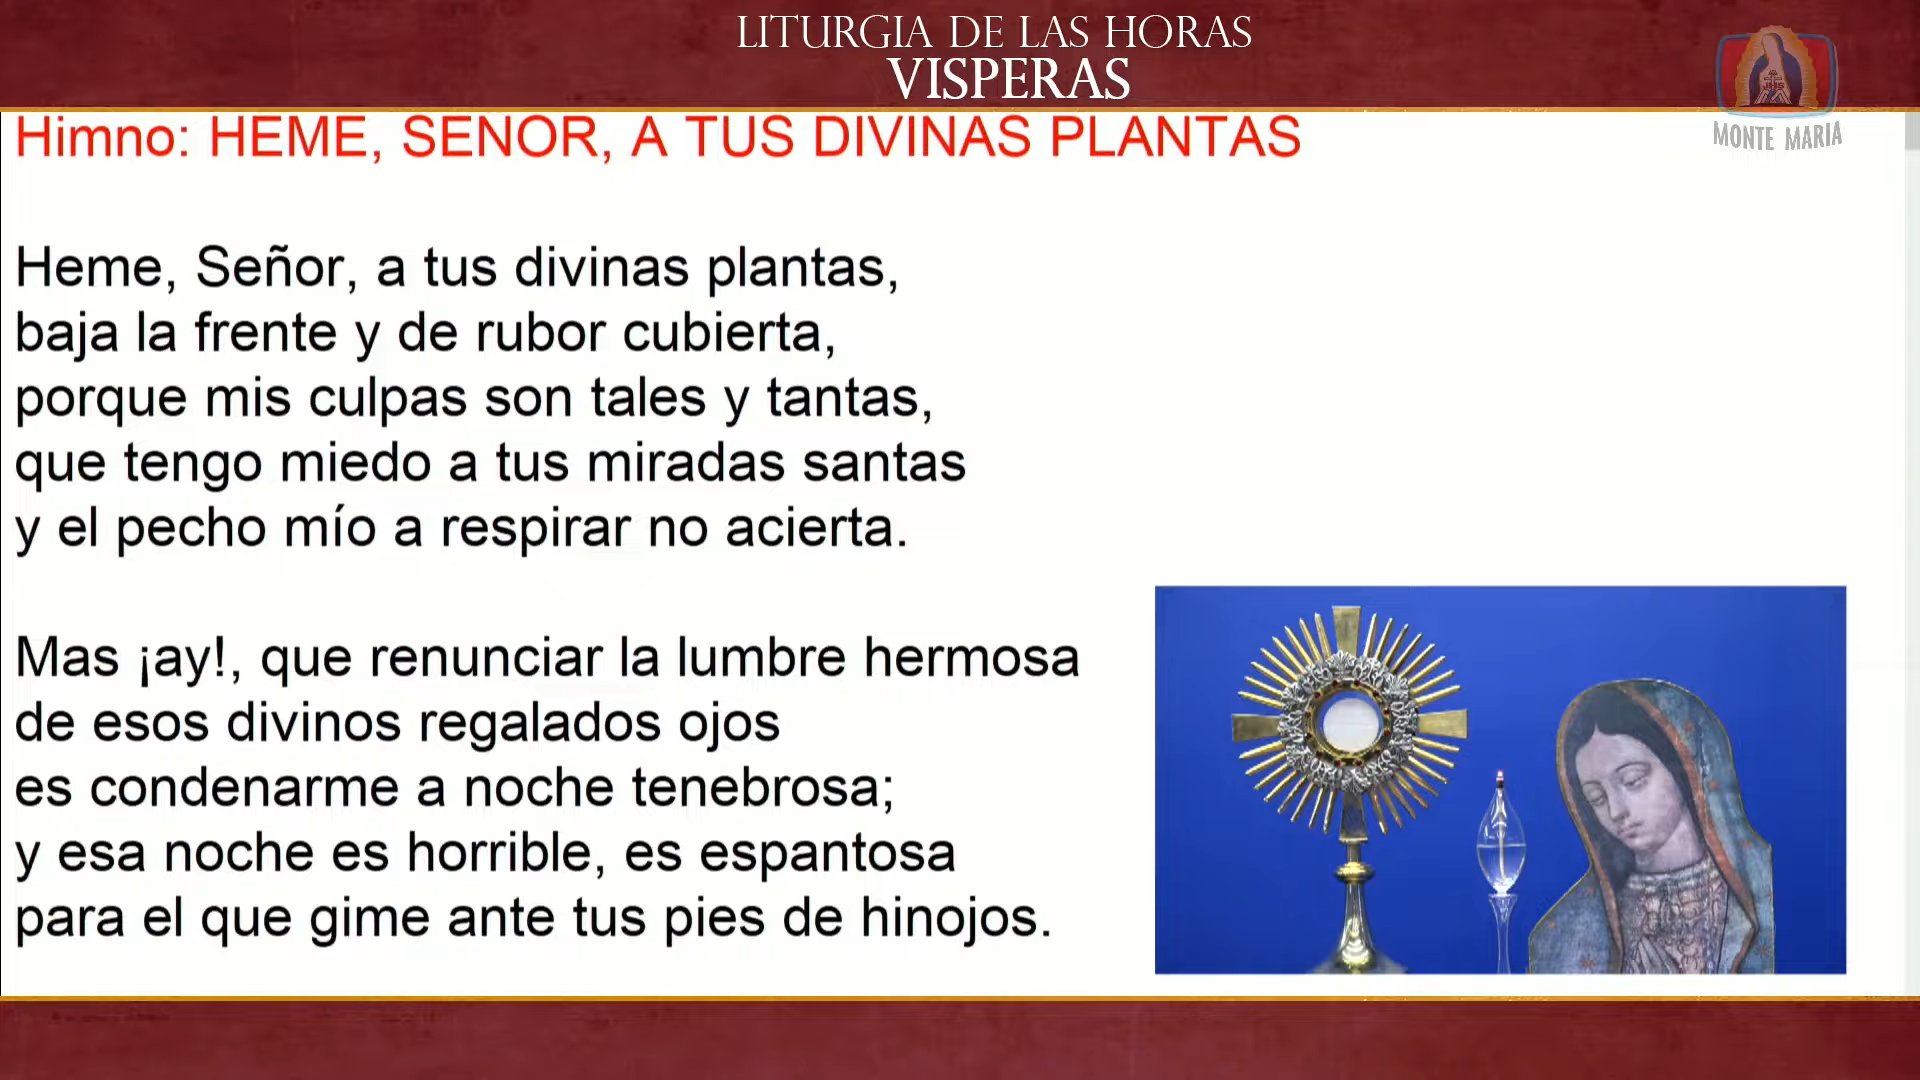 LITURGIA DE LAS HORAS
VISPERAS
MONTE MARIA
Himno: HEME, SEÑOR, A TUS DIVINAS PLANTAS
Heme, Señor, a tus divinas plantas,
baja la frente y de rubor cubierta,
porque mis culpas son tales y tantas,
que tengo miedo a tus miradas santas
y el pecho mío a respirar no acierta.
Mas ¡ay!, que renunciar la lumbre hermosa
de esos divinos regalados ojos
es condenarme a noche tenebrosa;
y esa noche es horrible, es espantosa
para el que gime ante tus pies de hinojos.